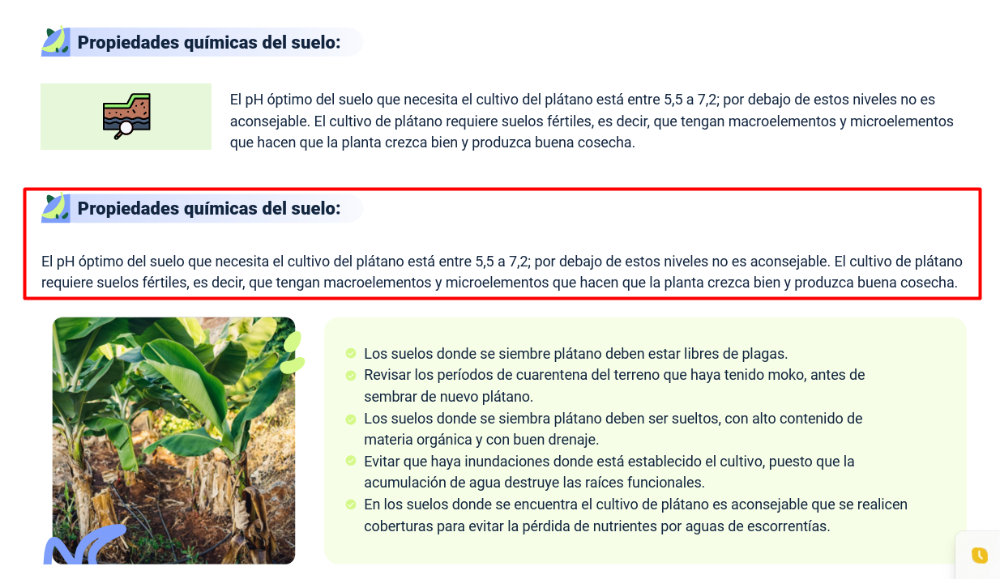 Propiedades químicas del suelo:
El pH óptimo del suelo que necesita el cultivo del plátano está entre 5,5 a 7,2; por debajo de estos niveles no es
aconsejable. El cultivo de plátano requiere suelos fértiles, es decir, que tengan macroelementos y microelementos
que hacen que la planta crezca bien y produzca buena cosecha.
Propiedades químicas del suelo:
El pH óptimo del suelo que necesita el cultivo del plátano está entre 5,5 a 7,2; por debajo de estos niveles no es aconsejable. El cultivo de plátano
requiere suelos fértiles, es decir, que tengan macroelementos y microelementos que hacen que la planta crezca bien y produzca buena cosecha.
Los suelos donde se siembre plátano deben estar libres de plagas.
Revisar los períodos de cuarentena del terreno que haya tenido moko, antes de
sembrar de nuevo plátano.
Los suelos donde se siembra plátano deben ser sueltos, con alto contenido de
materia orgánica y con buen drenaje.
Evitar que haya inundaciones donde está establecido el cultivo, puesto que la
acumulación de agua destruye las raíces funcionales.
En los suelos donde se encuentra el cultivo de plátano es aconsejable que se realicen
coberturas para evitar la pérdida de nutrientes por aguas de escorrentías.